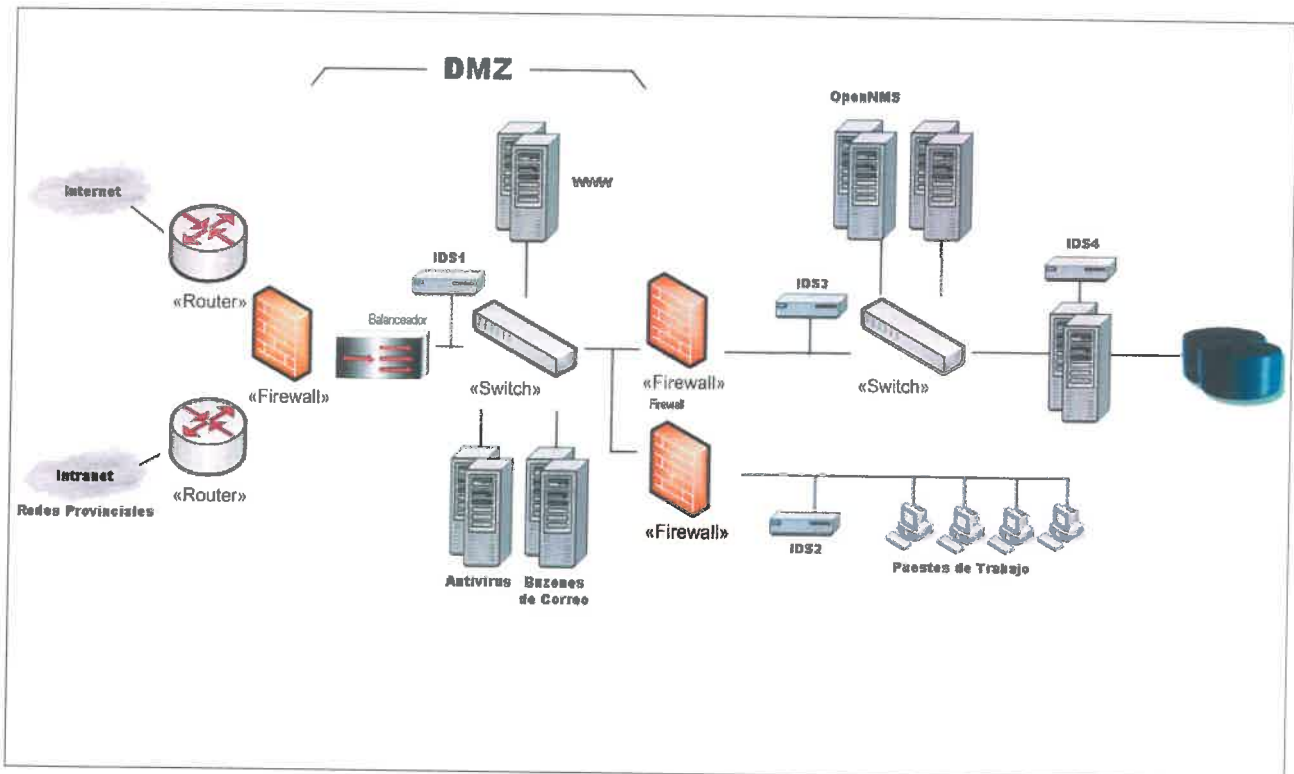 DMZ
OpenNMS
WWW
Internet
IDS1
IDS4
IDS3
«Router»
Balanceador
«Firewall»
«Switch»
«Firewall»
Firewall
«Switch»
Intranet
«Router»
Redes Provinciales
«Firewall»
IDS2
Puestos de Trabajo
Antivirus
Buzones
de Correo